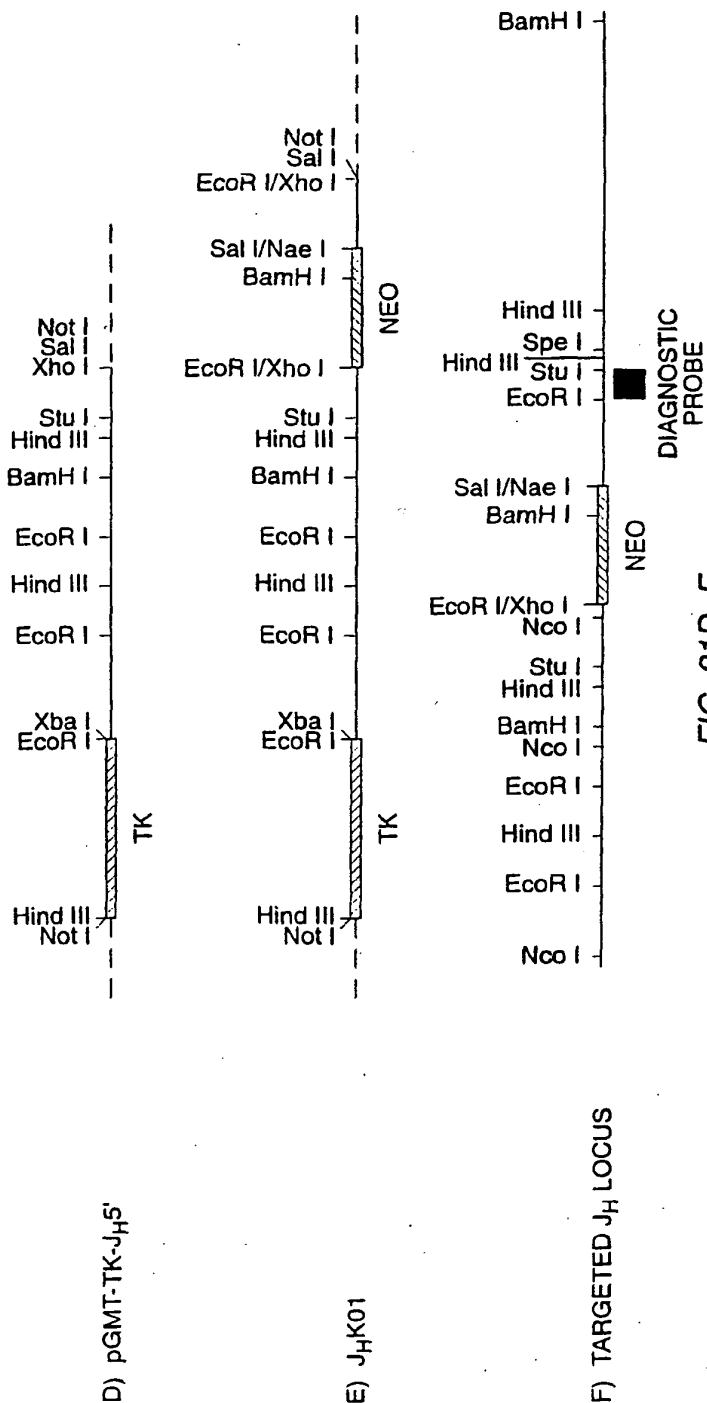 D) pGMT-TK-JH5'
Not I
Hind III
TK
EcoR I
Xba I
EcoR I
Hind III
EcoR I
BamH I
Hind III
Stu I
Xho I
Sal I
Not I
E) JHK01
Not I
Hind III
TK
EcoR I
Xba I
EcoR I
Hind III
EcoR I
BamH I
Hind III
Stu I
EcoR I/Xho I
NEO
BamH I
Sal I/Nae I
EcoR I/Xho I
Sal I
Not I
F) TARGETED JH LOCUS
Nco I
EcoR I
Hind III
EcoR I
Nco I
BamH I
Hind III
Stu I
Nco I
EcoR I/Xho I
NEO
BamH I
Sal I/Nae I
EcoR I
Stu I
Hind III
Spe I
Hind III
BamH I
DIAGNOSTIC
PROBE